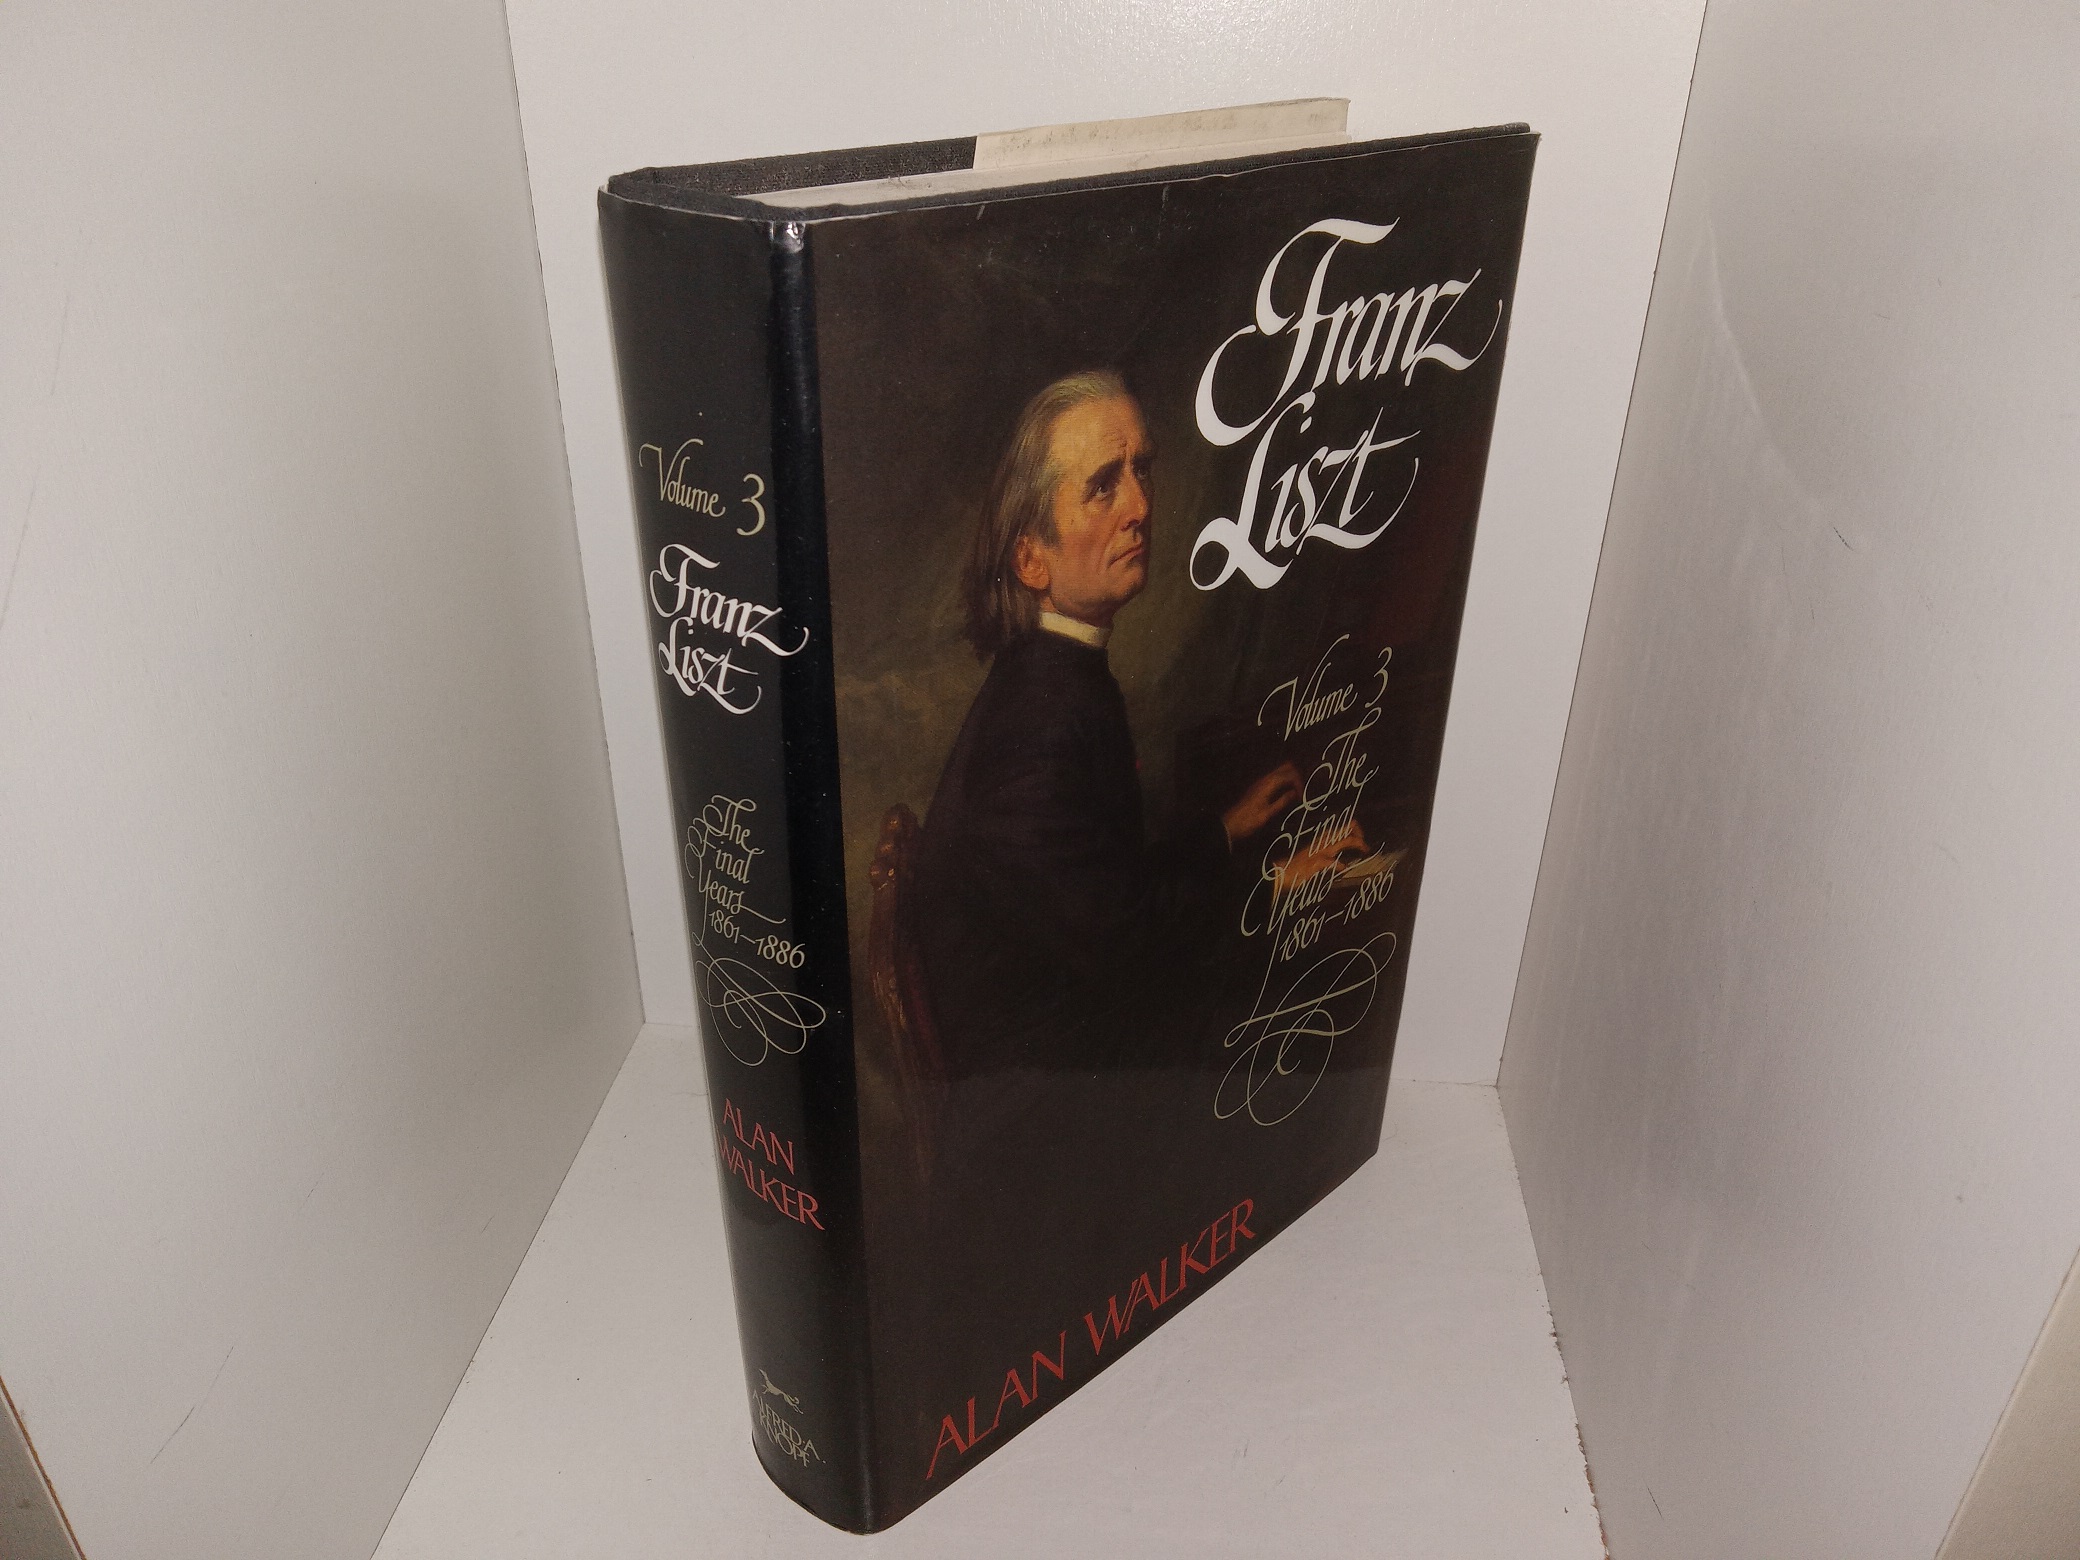 Volume 3
Franz
Liszt
The
Final
Years
1861–1886
ALAN
WALKER
ALFRED·A·
KNOPF
Franz
Liszt
Volume 3
The
Final
Years
1861–1886
ALAN WALKER